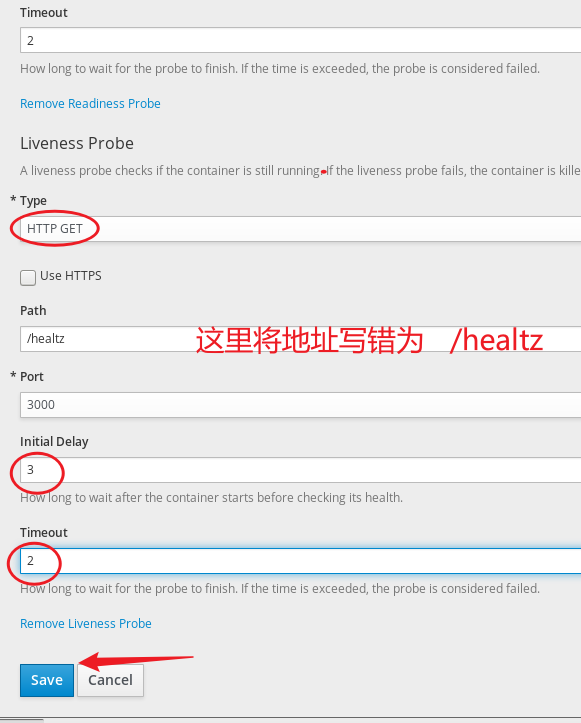 Timeout
2
How long to wait for the probe to finish. If the time is exceeded, the probe is considered failed.
Remove Readiness Probe
Liveness Probe
A liveness probe checks if the container is still running. If the liveness probe fails, the container is kille
* Type
HTTP GET
Use HTTPS
Path
/healtz 这里将地址写错为 /healtz
* Port
3000
Initial Delay
3
How long to wait after the container starts before checking its health.
Timeout
2
How long to wait for the probe to finish. If the time is exceeded, the probe is considered failed.
Remove Liveness Probe
Save Cancel